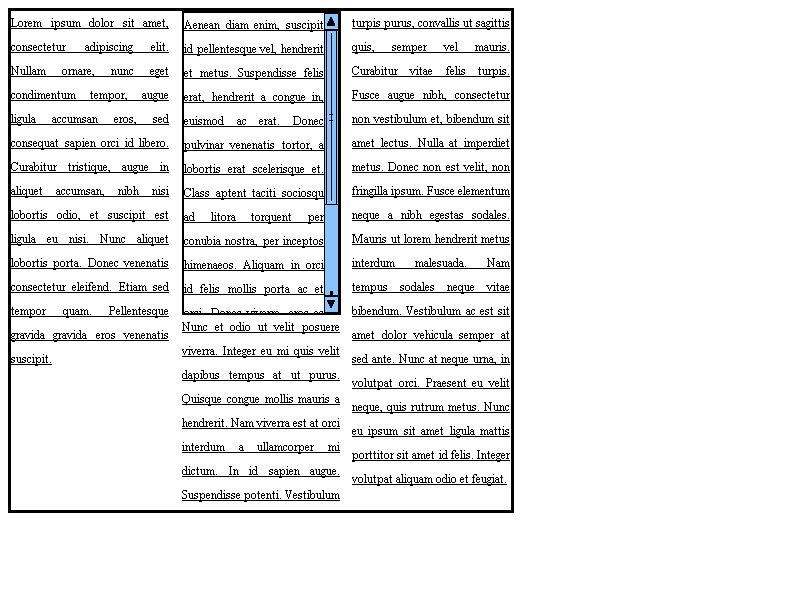 Lorem ipsum dolor sit amet,
consectetur adipiscing elit.
Nullam ornare, nunc eget
condimentum tempor, augue
ligula accumsan eros, sed
consequat sapien orci id libero.
Curabitur tristique, augue in
aliquet accumsan, nibh nisi
lobortis odio, et suscipit est
ligula eu nisi. Nunc aliquet
lobortis porta. Donec venenatis
consectetur eleifend. Etiam sed
tempor quam. Pellentesque
gravida gravida eros venenatis
suscipit.
Aenean diam enim, suscipit
id pellentesque vel, hendrerit
et metus. Suspendisse felis
erat, hendrerit a congue in,
euismod ac erat. Donec
pulvinar venenatis tortor, a
lobortis erat scelerisque et.
Class aptent taciti sociosqu
ad litora torquent per
conubia nostra, per inceptos
himenaeos. Aliquam in orci
id felis mollis porta ac et
orci. Donec viverra, eros ac
Nunc et odio ut velit posuere
viverra. Integer eu mi quis velit
dapibus tempus at ut purus.
Quisque congue mollis mauris a
hendrerit. Nam viverra est at orci
interdum a ullamcorper mi
dictum. In id sapien augue.
Suspendisse potenti. Vestibulum
turpis purus, convallis ut sagittis
quis, semper vel mauris.
Curabitur vitae felis turpis.
Fusce augue nibh, consectetur
non vestibulum et, bibendum sit
amet lectus. Nulla at imperdiet
metus. Donec non est velit, non
fringilla ipsum. Fusce elementum
neque a nibh egestas sodales.
Mauris ut lorem hendrerit metus
interdum malesuada. Nam
tempus sodales neque vitae
bibendum. Vestibulum ac est sit
amet dolor vehicula semper at
sed ante. Nunc at neque urna, in
volutpat orci. Praesent eu velit
neque, quis rutrum metus. Nunc
eu ipsum sit amet ligula mattis
porttitor sit amet id felis. Integer
volutpat aliquam odio et feugiat.